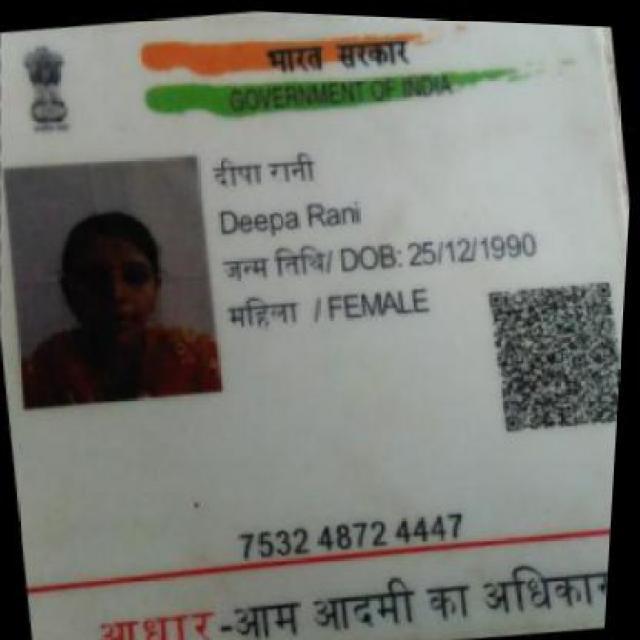 भारत सरकार
GOVERNMENT OF INDIA
दीपा रानी
Deepa Rani
जन्म तिथि/ DOB: 25/12/1990
महिला / FEMALE
7532 4872 4447
आधार-आम आदमी का अधिकार